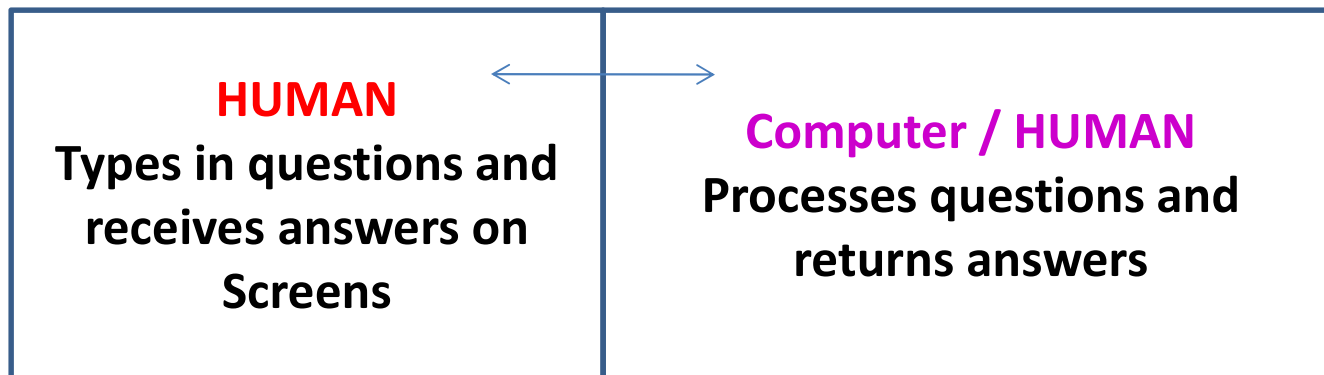 HUMAN
Types in questions and
receives answers on
Screens
Computer / HUMAN
Processes questions and
returns answers